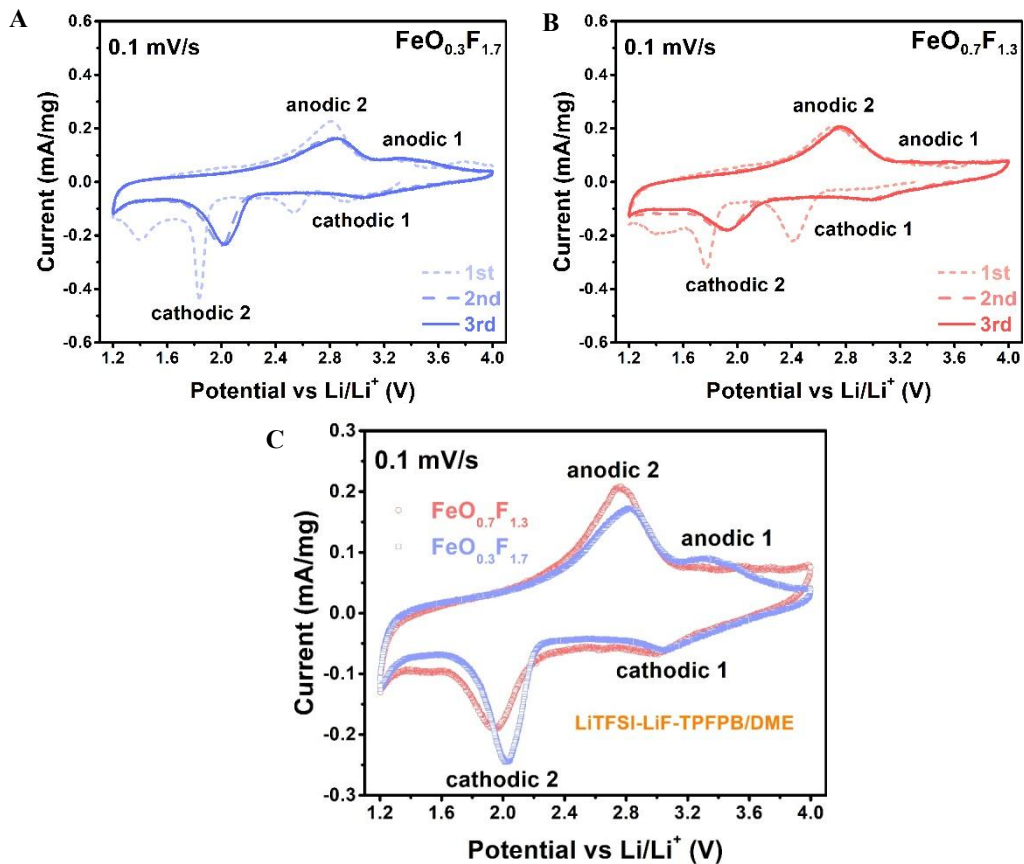 A
0.1 mV/s
FeO0.3F1.7
anodic 2
anodic 1
cathodic 1
cathodic 2
1st
2nd
3rd
Current (mA/mg)
0.6
0.4
0.2
0.0
-0.2
-0.4
-0.6
1.2 1.6 2.0 2.4 2.8 3.2 3.6 4.0
Potential vs Li/Li+ (V)
B
0.1 mV/s
FeO0.7F1.3
anodic 2
anodic 1
cathodic 1
cathodic 2
1st
2nd
3rd
Current (mA/mg)
0.6
0.4
0.2
0.0
-0.2
-0.4
-0.6
1.2 1.6 2.0 2.4 2.8 3.2 3.6 4.0
Potential vs Li/Li+ (V)
C
0.1 mV/s
anodic 2
FeO0.7F1.3
FeO0.3F1.7
anodic 1
cathodic 1
LiTFSI-LiF-TPFPB/DME
cathodic 2
Current (mA/mg)
0.3
0.2
0.1
0.0
-0.1
-0.2
-0.3
1.2 1.6 2.0 2.4 2.8 3.2 3.6 4.0
Potential vs Li/Li+ (V)